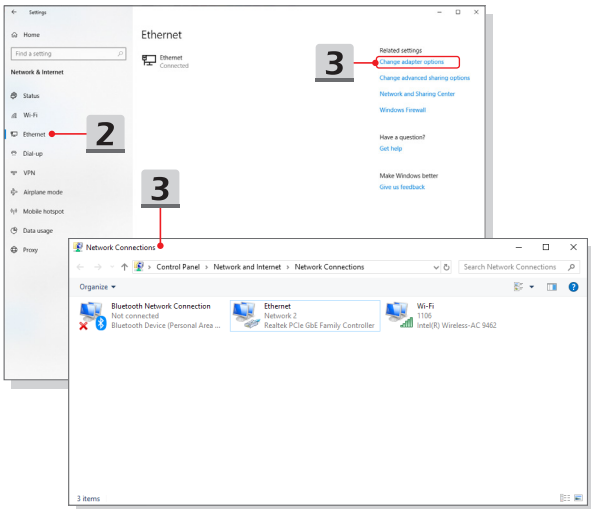 Settings
Home
Find a setting
Network & Internet
Status
Wi-Fi
Ethernet
Dial-up
VPN
Airplane mode
Mobile hotspot
Data usage
Proxy
2
Ethernet
Ethernet
Connected
3
Related settings
Change adapter options
Change advanced sharing options
Network and Sharing Center
Windows Firewall
Have a question?
Get help
Make Windows better
Give us feedback
3
Network Connections
Control Panel > Network and Internet > Network Connections
Search Network Connections
Organize
?
Bluetooth Network Connection
Not connected
Bluetooth Device (Personal Area ...
Ethernet
Network 2
Realtek PCIe GbE Family Controller
Wi-Fi
1106
Intel(R) Wireless-AC 9462
3 items